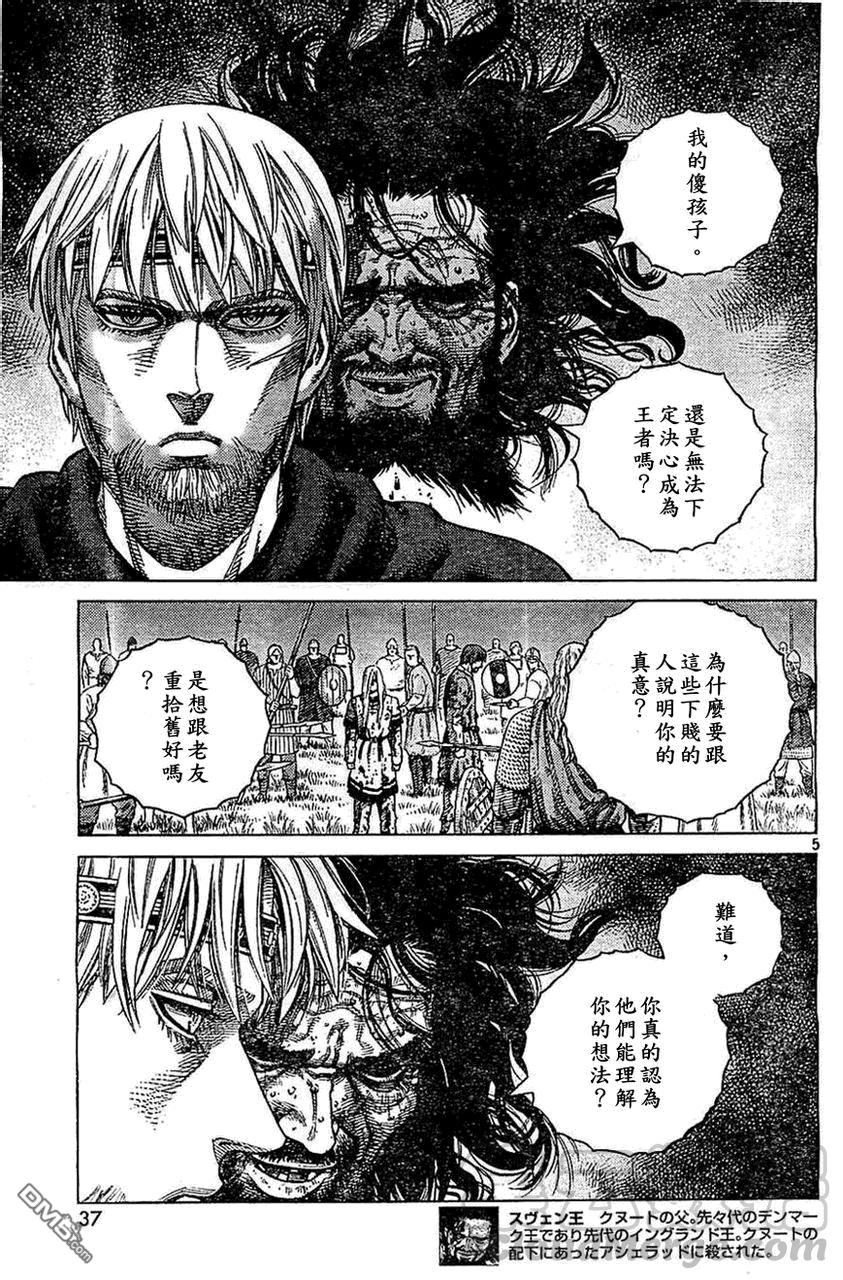 我的傻孩子。
還是無法下
定決心成為
王者嗎？
為什麼要跟
這些下賤的
人說明你的
真意？
是想跟老友
重拾舊好嗎
？
5
難道，
你真的認為
他們能理解
你的想法？
37
スヴェン王　クヌートの父。先々代のデンマー
ク王であり先代のイングランド王。クヌートの
配下にあったアシェラッドに殺された。